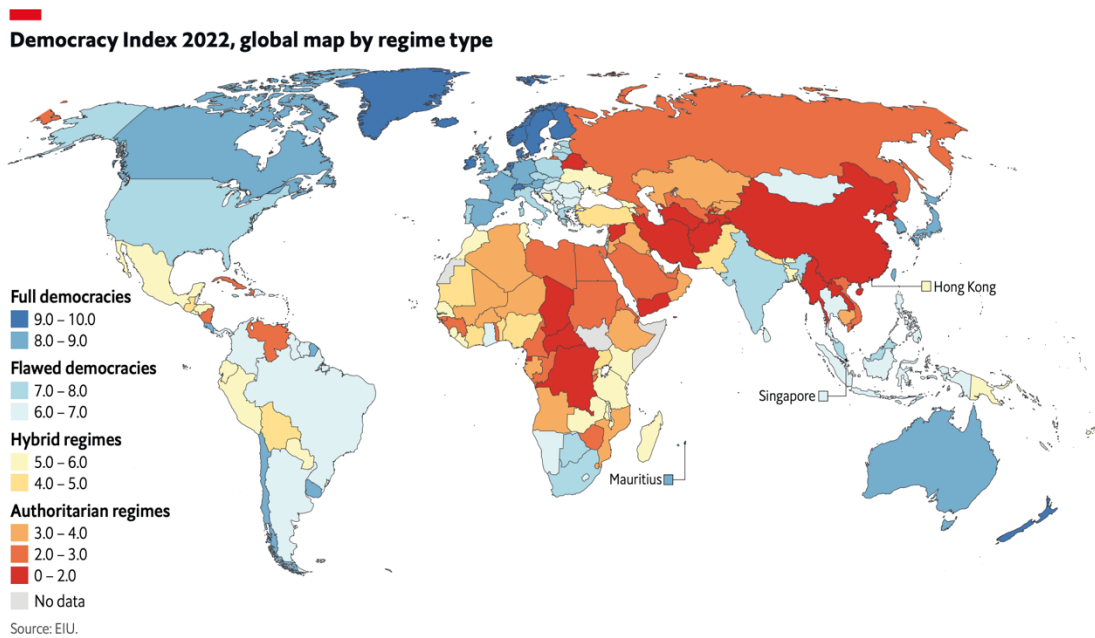 Democracy Index 2022, global map by regime type
Full democracies
9.0 – 10.0
8.0 – 9.0
Flawed democracies
7.0 – 8.0
6.0 – 7.0
Hybrid regimes
5.0 – 6.0
4.0 – 5.0
Authoritarian regimes
3.0 – 4.0
2.0 – 3.0
0 – 2.0
No data
Hong Kong
Singapore
Mauritius
Source: EIU.